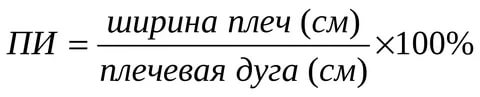 ПИ = ширина плеч (см)
плечевая дуга (см) ×100%